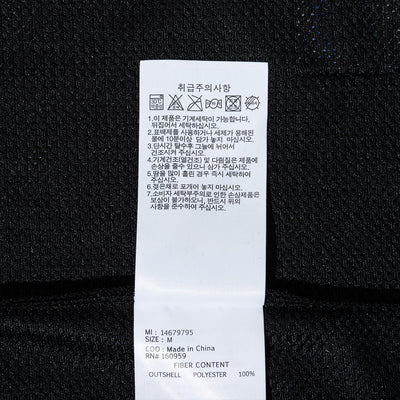 취급주의사항
1.이 제품은 기계세탁이 가능합니다.
뒤집어서 세탁하십시오.
2.표백제를 사용하거나 세제가 용해된
물에 10분이상 담가 놓지 마십시오.
3.단시간 탈수후 그늘에 뉘어서
건조시켜 주십시오.
4.기계건조(열건조) 및 다림질은 제품에
손상을 줄수 있으니 삼가 주십시오.
5.땀을 많이 흘린 경우 즉시 세탁하여
주십시오.
6.젖은채로 포개어 놓지 마십시오.
7.소비자 세탁부주의로 인한 손상제품은
보상이 불가하오니, 반드시 위의
사항을 준수하여 주십시오.
MI : 14679795
SIZE : M
COO : Made in China
RN# 160959
FIBER CONTENT
OUTSHELL POLYESTER 100%